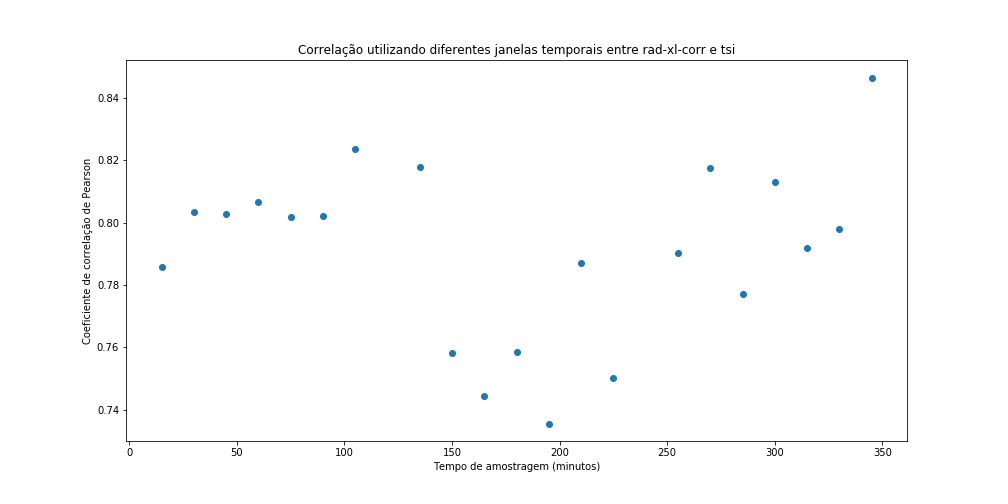 Correlação utilizando diferentes janelas temporais entre rad-xl-corr e tsi
Coeficiente de correlação de Pearson
0.84
0.82
0.80
0.78
0.76
0.74
0 50 100 150 200 250 300 350
Tempo de amostragem (minutos)